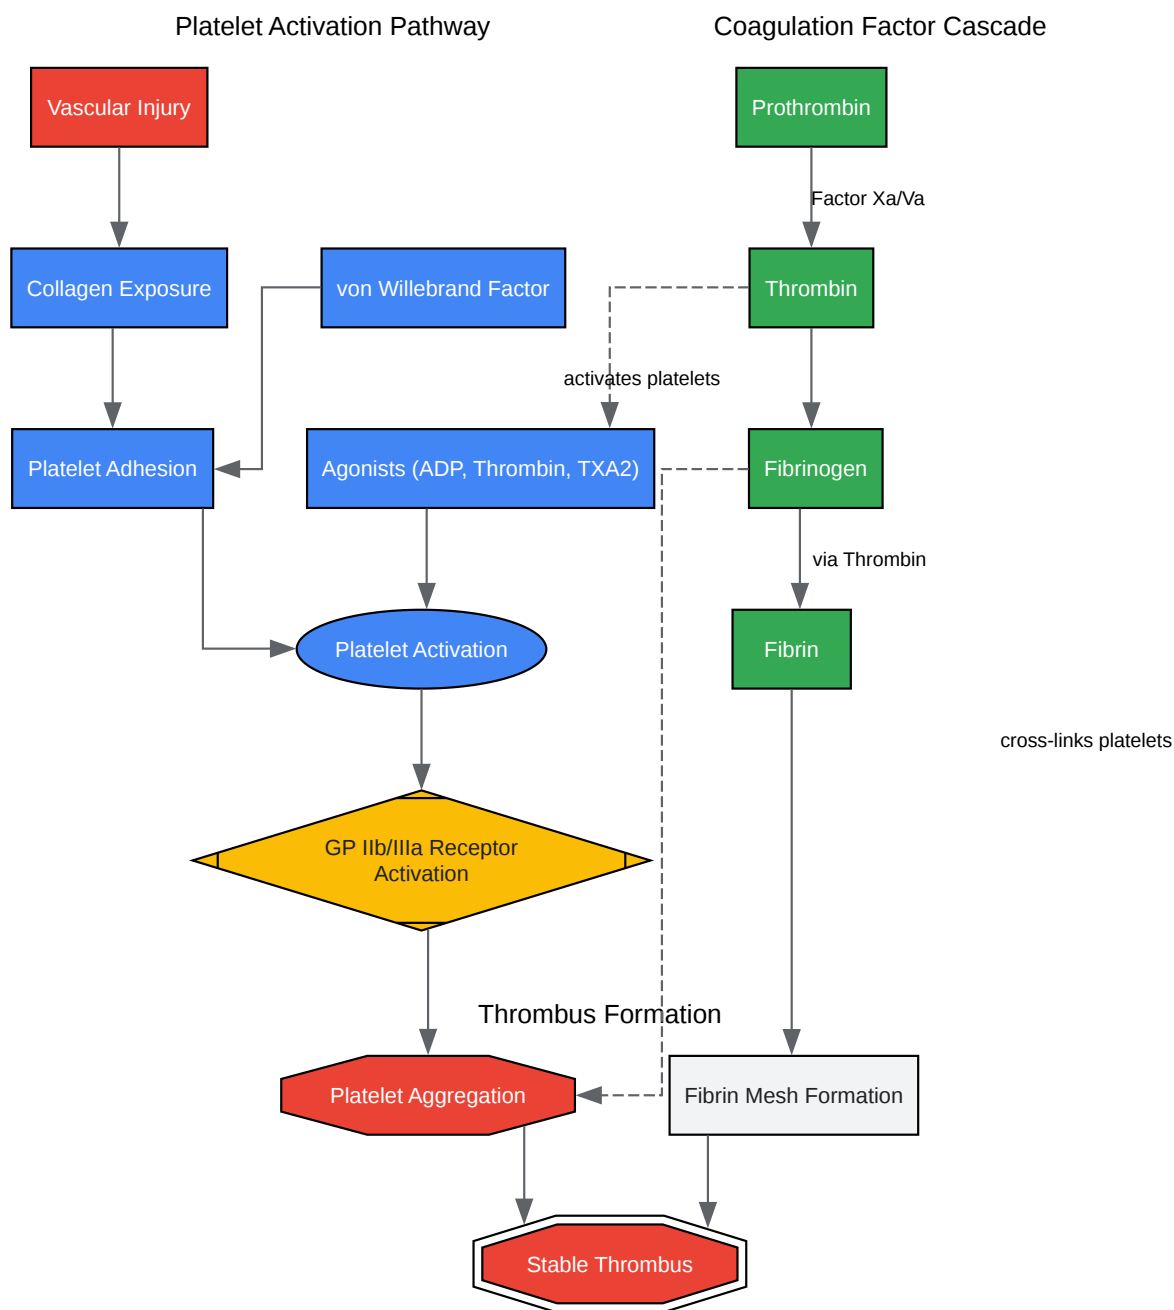 Platelet Activation Pathway
Coagulation Factor Cascade
Vascular Injury
Prothrombin
Factor Xa/Va
Collagen Exposure
von Willebrand Factor
Thrombin
activates platelets
Platelet Adhesion
Agonists (ADP, Thrombin, TXA2)
Fibrinogen
via Thrombin
Platelet Activation
Fibrin
cross-links platelets
GP IIb/IIIa Receptor
Activation
Thrombus Formation
Platelet Aggregation
Fibrin Mesh Formation
Stable Thrombus